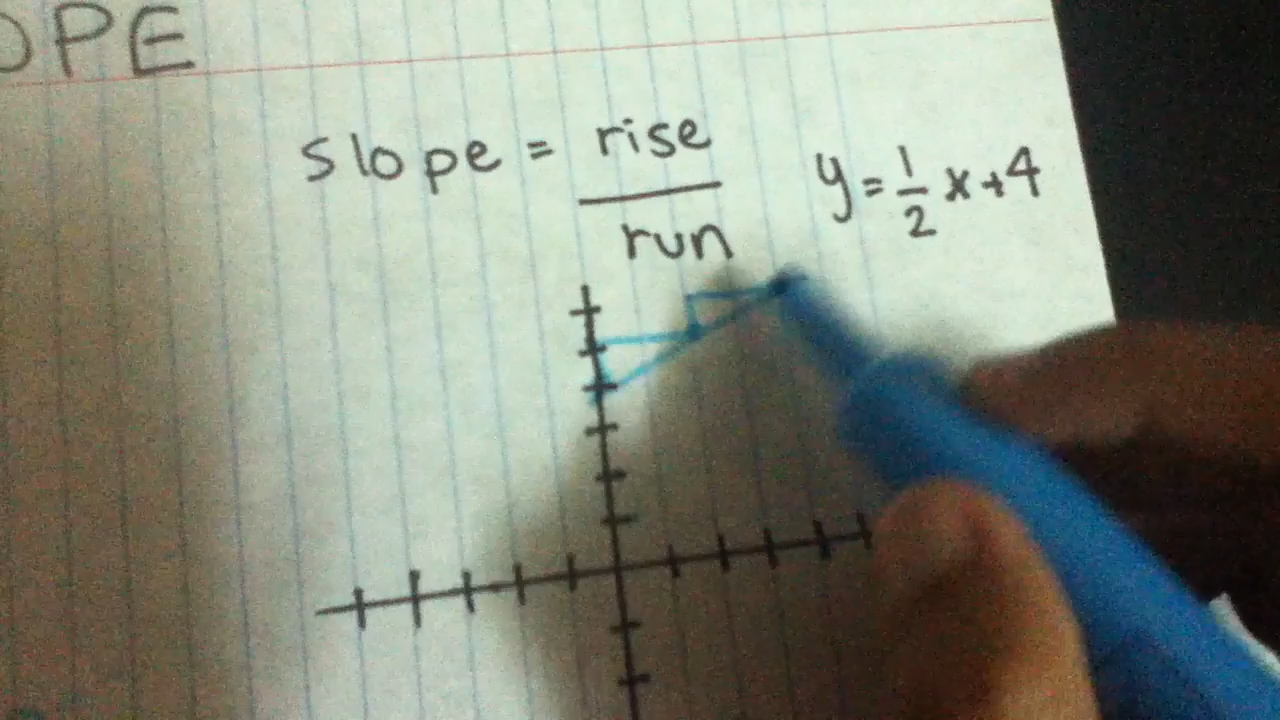 OPE
slope = rise/run
y = 1/2 x + 4